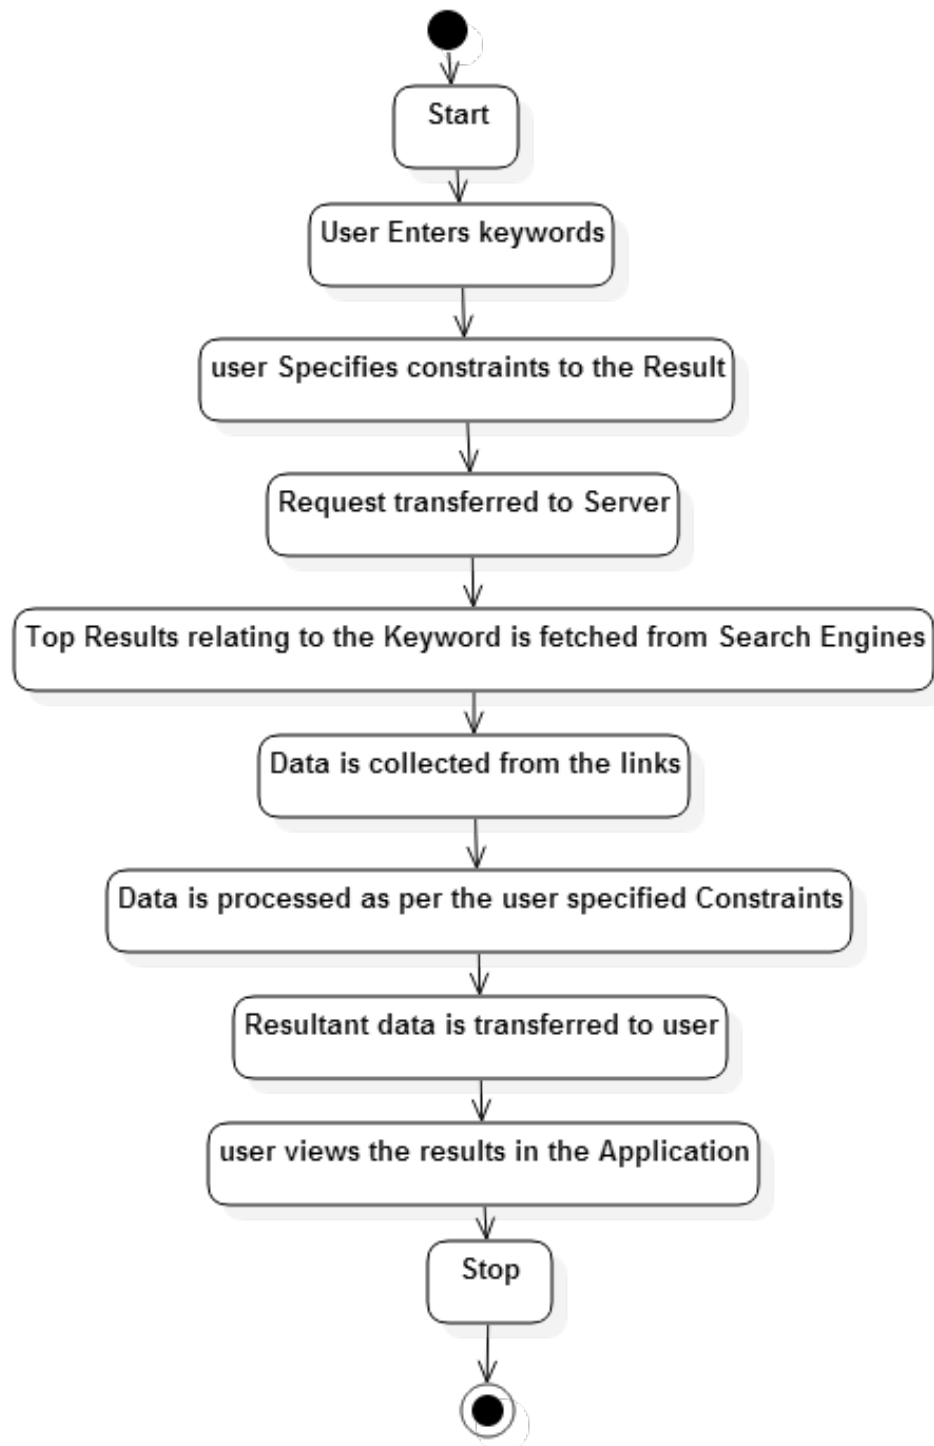 Start
User Enters keywords
user Specifies constraints to the Result
Request transferred to Server
Top Results relating to the Keyword is fetched from Search Engines
Data is collected from the links
Data is processed as per the user specified Constraints
Resultant data is transferred to user
user views the results in the Application
Stop